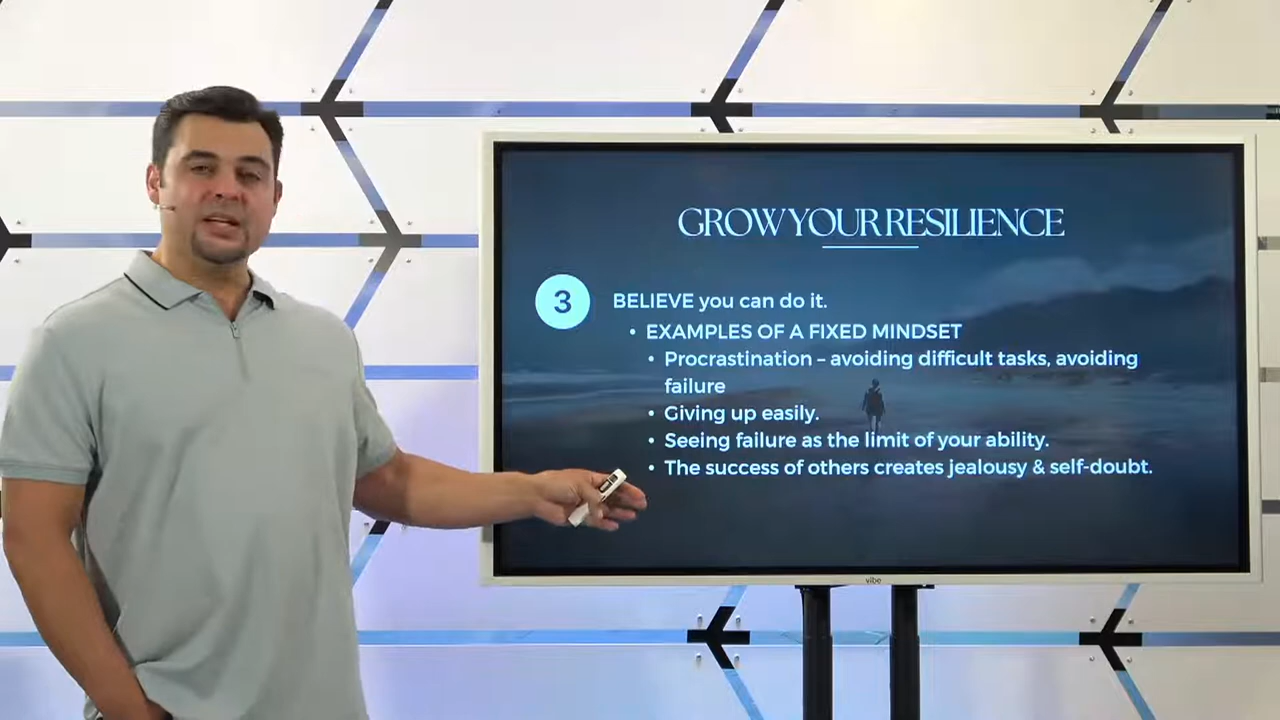 GROW YOUR RESILIENCE
3
BELIEVE you can do it.
• EXAMPLES OF A FIXED MINDSET
• Procrastination – avoiding difficult tasks, avoiding
failure
• Giving up easily.
• Seeing failure as the limit of your ability.
• The success of others creates jealousy & self-doubt.
vibe